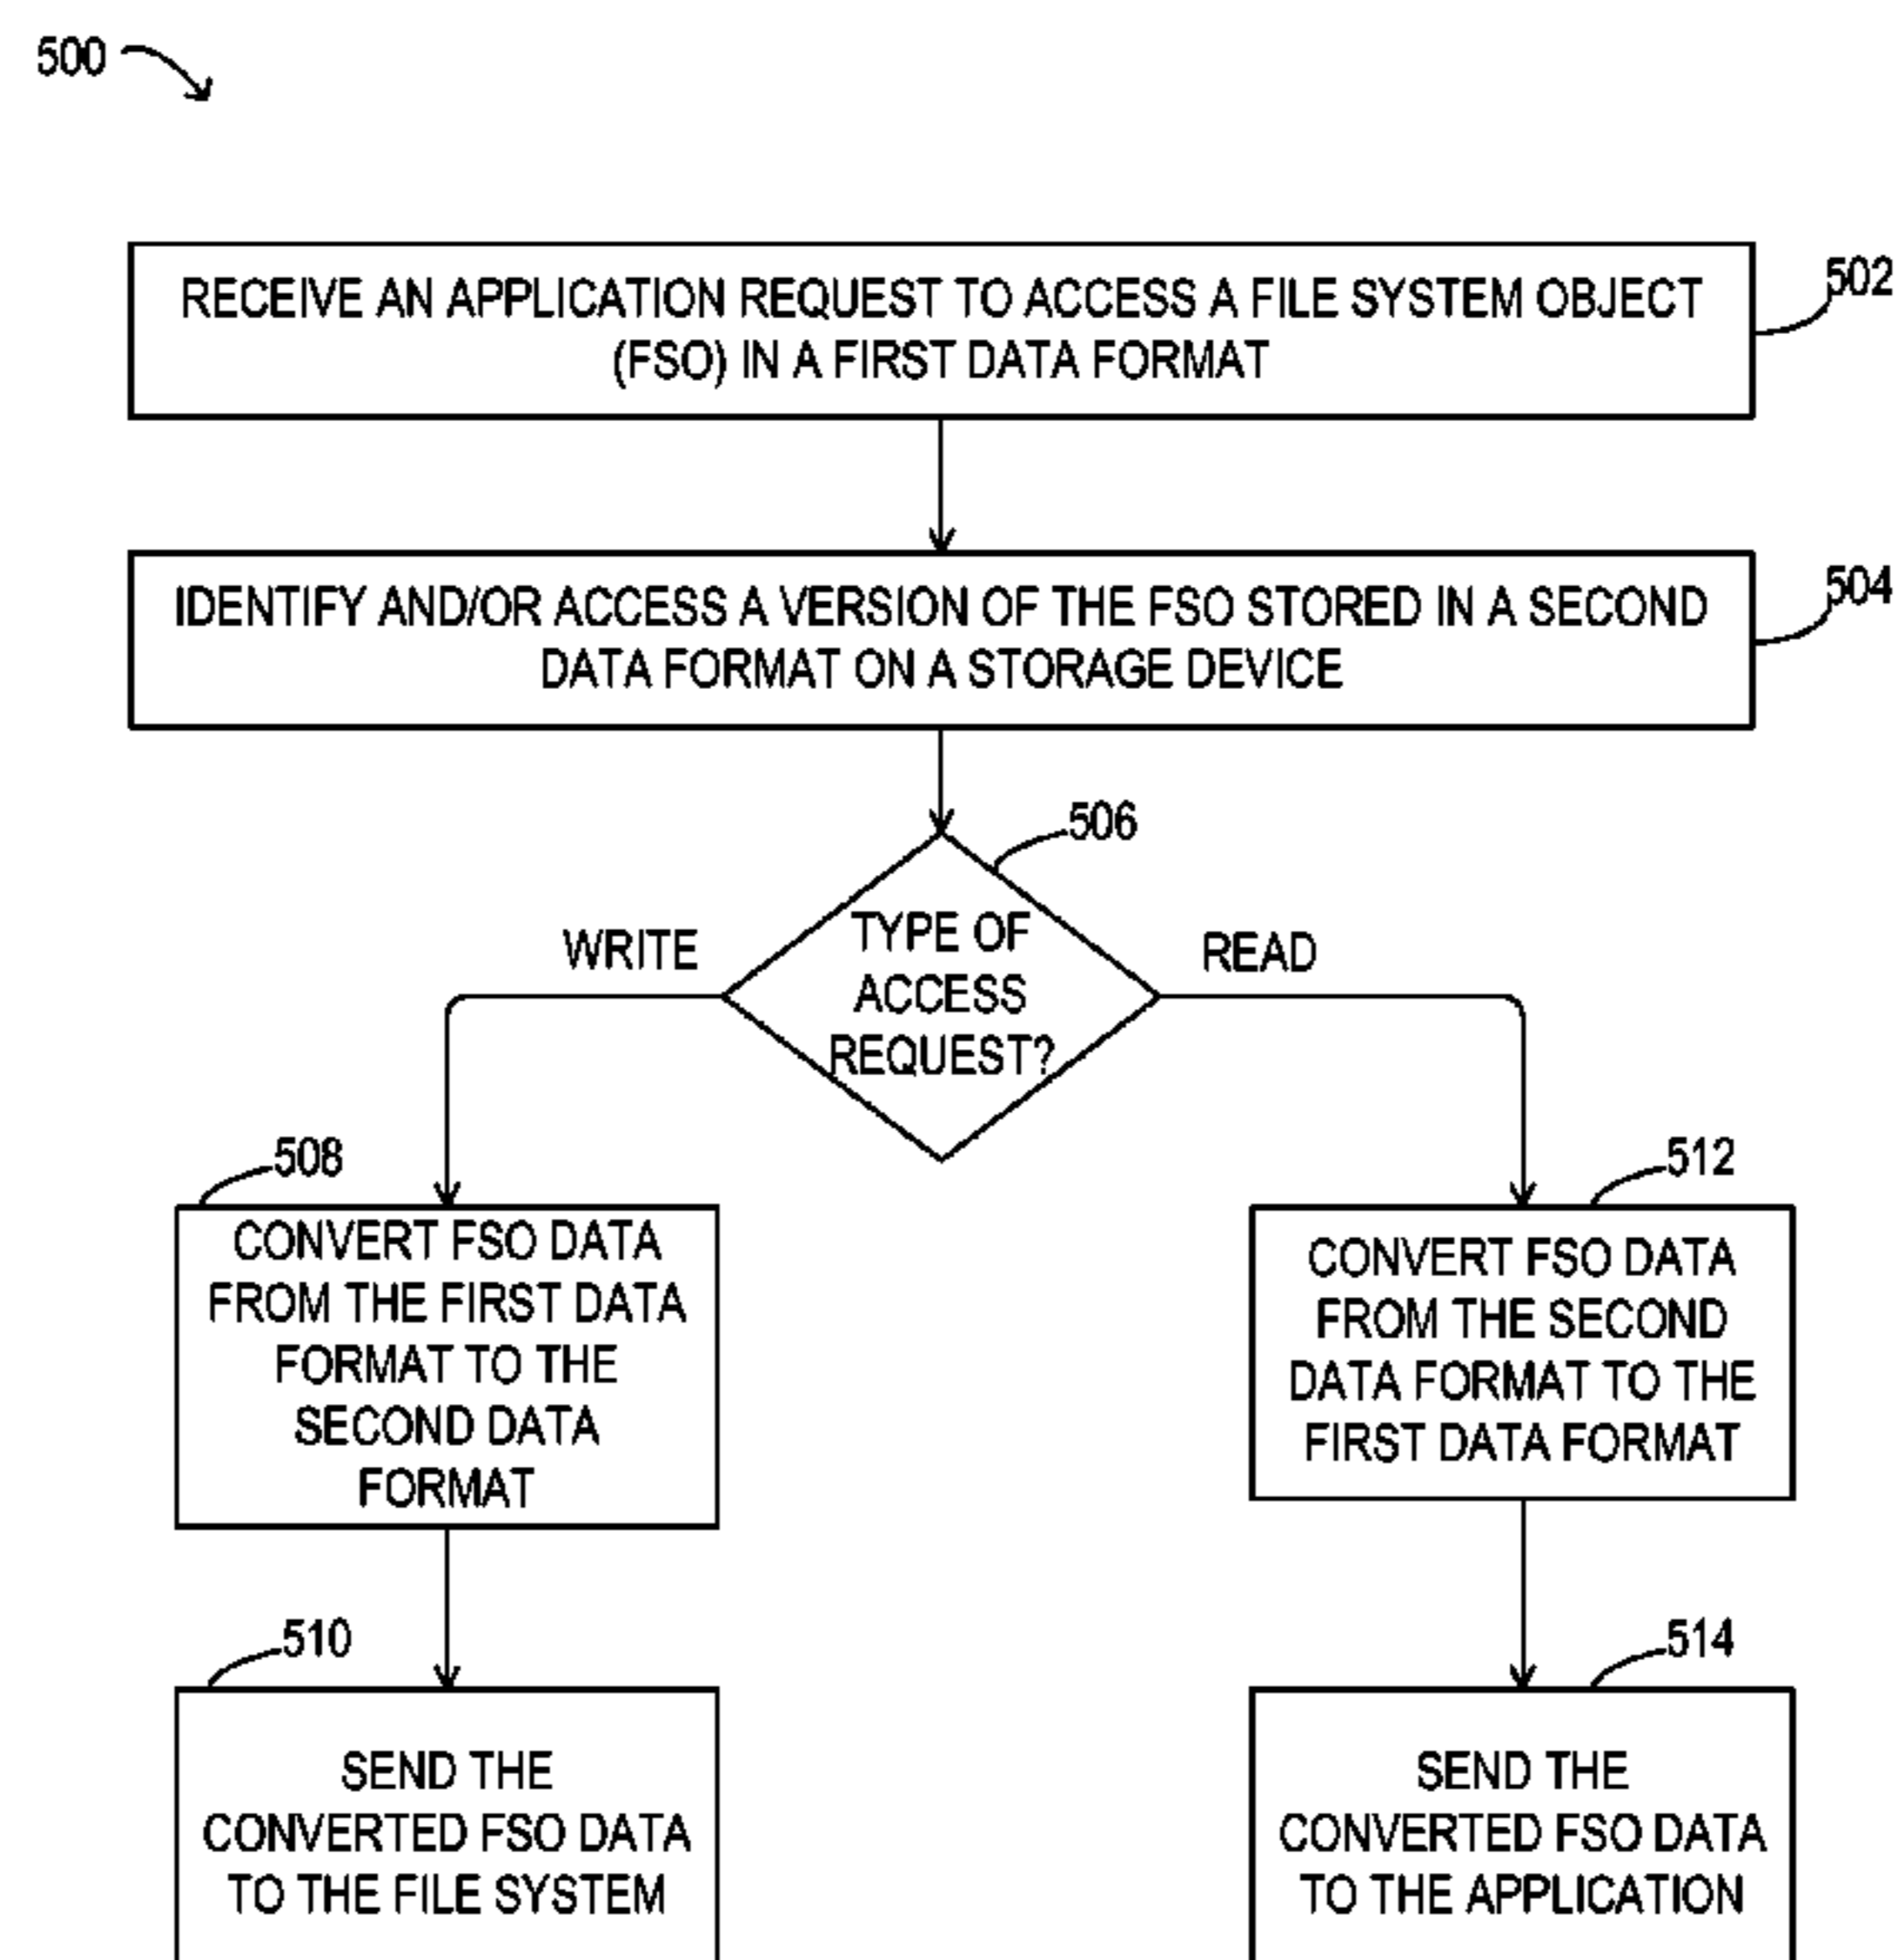 500
RECEIVE AN APPLICATION REQUEST TO ACCESS A FILE SYSTEM OBJECT
(FSO) IN A FIRST DATA FORMAT
502
IDENTIFY AND/OR ACCESS A VERSION OF THE FSO STORED IN A SECOND
DATA FORMAT ON A STORAGE DEVICE
504
506
TYPE OF
ACCESS
REQUEST?
WRITE
READ
508
CONVERT FSO DATA
FROM THE FIRST DATA
FORMAT TO THE
SECOND DATA
FORMAT
510
SEND THE
CONVERTED FSO DATA
TO THE FILE SYSTEM
512
CONVERT FSO DATA
FROM THE SECOND
DATA FORMAT TO THE
FIRST DATA FORMAT
514
SEND THE
CONVERTED FSO DATA
TO THE APPLICATION